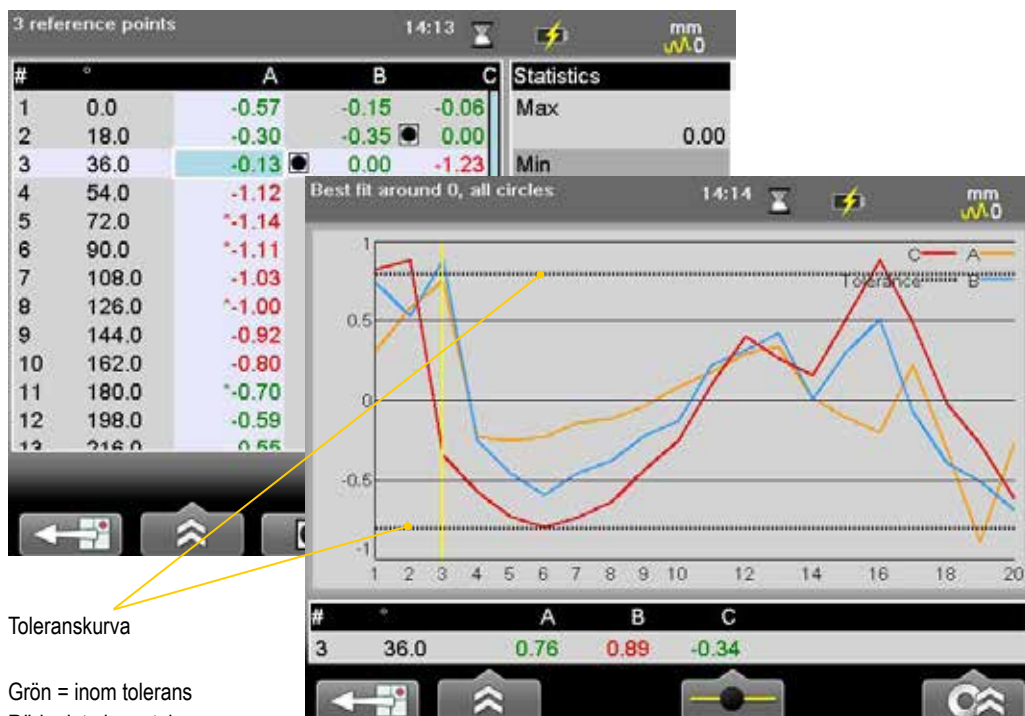 3 reference points 14:13 mm
0
# ° A B C
1 0.0 -0.57 -0.15 -0.06
2 18.0 -0.30 -0.35 0.00
3 36.0 -0.13 0.00 -1.23
4 54.0 -1.12
5 72.0 *-1.14
6 90.0 *-1.11
7 108.0 -1.03
8 126.0 *-1.00
9 144.0 -0.92
10 162.0 -0.80
11 180.0 *-0.70
12 198.0 -0.59
13 216.0
Statistics
Max
0.00
Min
Best fit around 0, all circles 14:14 mm
0
C A
Tolerance B
1
0.5
0
-0.5
-1
1 2 3 4 5 6 7 8 9 10 12 14 16 18 20
# ° A B C
3 36.0 0.76 0.89 -0.34
Toleranskurva
Grön = inom tolerans